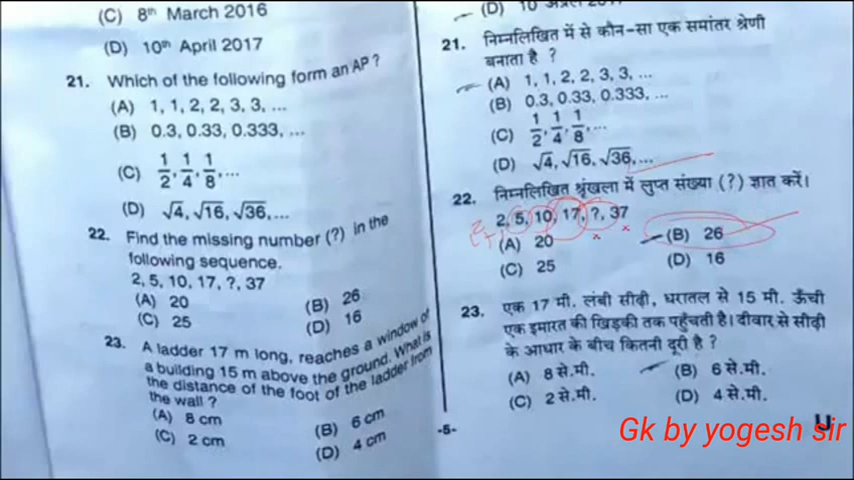 (C) 8th March 2016
(D) 10th April 2017
21. Which of the following form an AP ?
(A) 1, 1, 2, 2, 3, 3, ...
(B) 0.3, 0.33, 0.333, ...
(C) 1/2, 1/4, 1/8, ...
(D) √4, √16, √36, ...
22. Find the missing number (?) in the
following sequence.
2, 5, 10, 17, ?, 37
(A) 20 (B) 26
(C) 25 (D) 16
23. A ladder 17 m long, reaches a window of
a building 15 m above the ground. What is
the distance of the foot of the ladder from
the wall ?
(A) 8 cm (B) 6 cm
(C) 2 cm (D) 4 cm
(D) 10
21. निम्नलिखित में से कौन-सा एक समांतर श्रेणी
बनाता है ?
(A) 1, 1, 2, 2, 3, 3, ...
(B) 0.3, 0.33, 0.333, ...
(C) 1/2, 1/4, 1/8, ...
(D) √4, √16, √36, ...
22. निम्नलिखित श्रृंखला में लुप्त संख्या (?) ज्ञात करें।
2, 5, 10, 17, ?, 37
(A) 20 (B) 26
(C) 25 (D) 16
23. एक 17 मी. लंबी सीढ़ी, धरातल से 15 मी. ऊँची
एक इमारत की खिड़की तक पहुँचती है। दीवार से सीढ़ी
के आधार के बीच कितनी दूरी है ?
(A) 8 से.मी. (B) 6 से.मी.
(C) 2 से.मी. (D) 4 से.मी.
-5-
U
Gk by yogesh sir